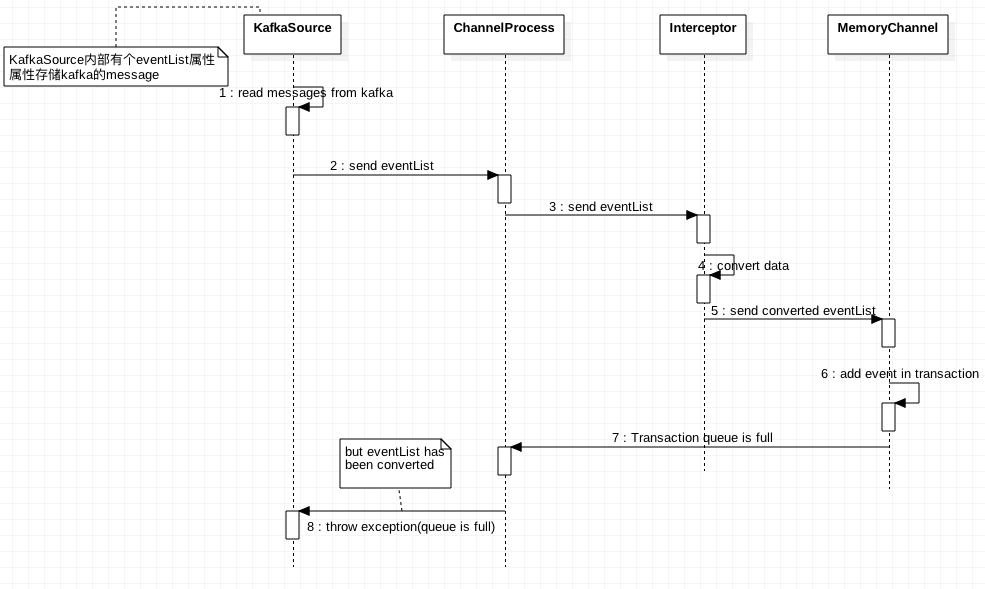 KafkaSource
ChannelProcess
Interceptor
MemoryChannel
KafkaSource内部有个eventList属性
属性存储kafka的message
1 : read messages from kafka
2 : send eventList
3 : send eventList
4 : convert data
5 : send converted eventList
6 : add event in transaction
7 : Transaction queue is full
but eventList has
been converted
8 : throw exception(queue is full)